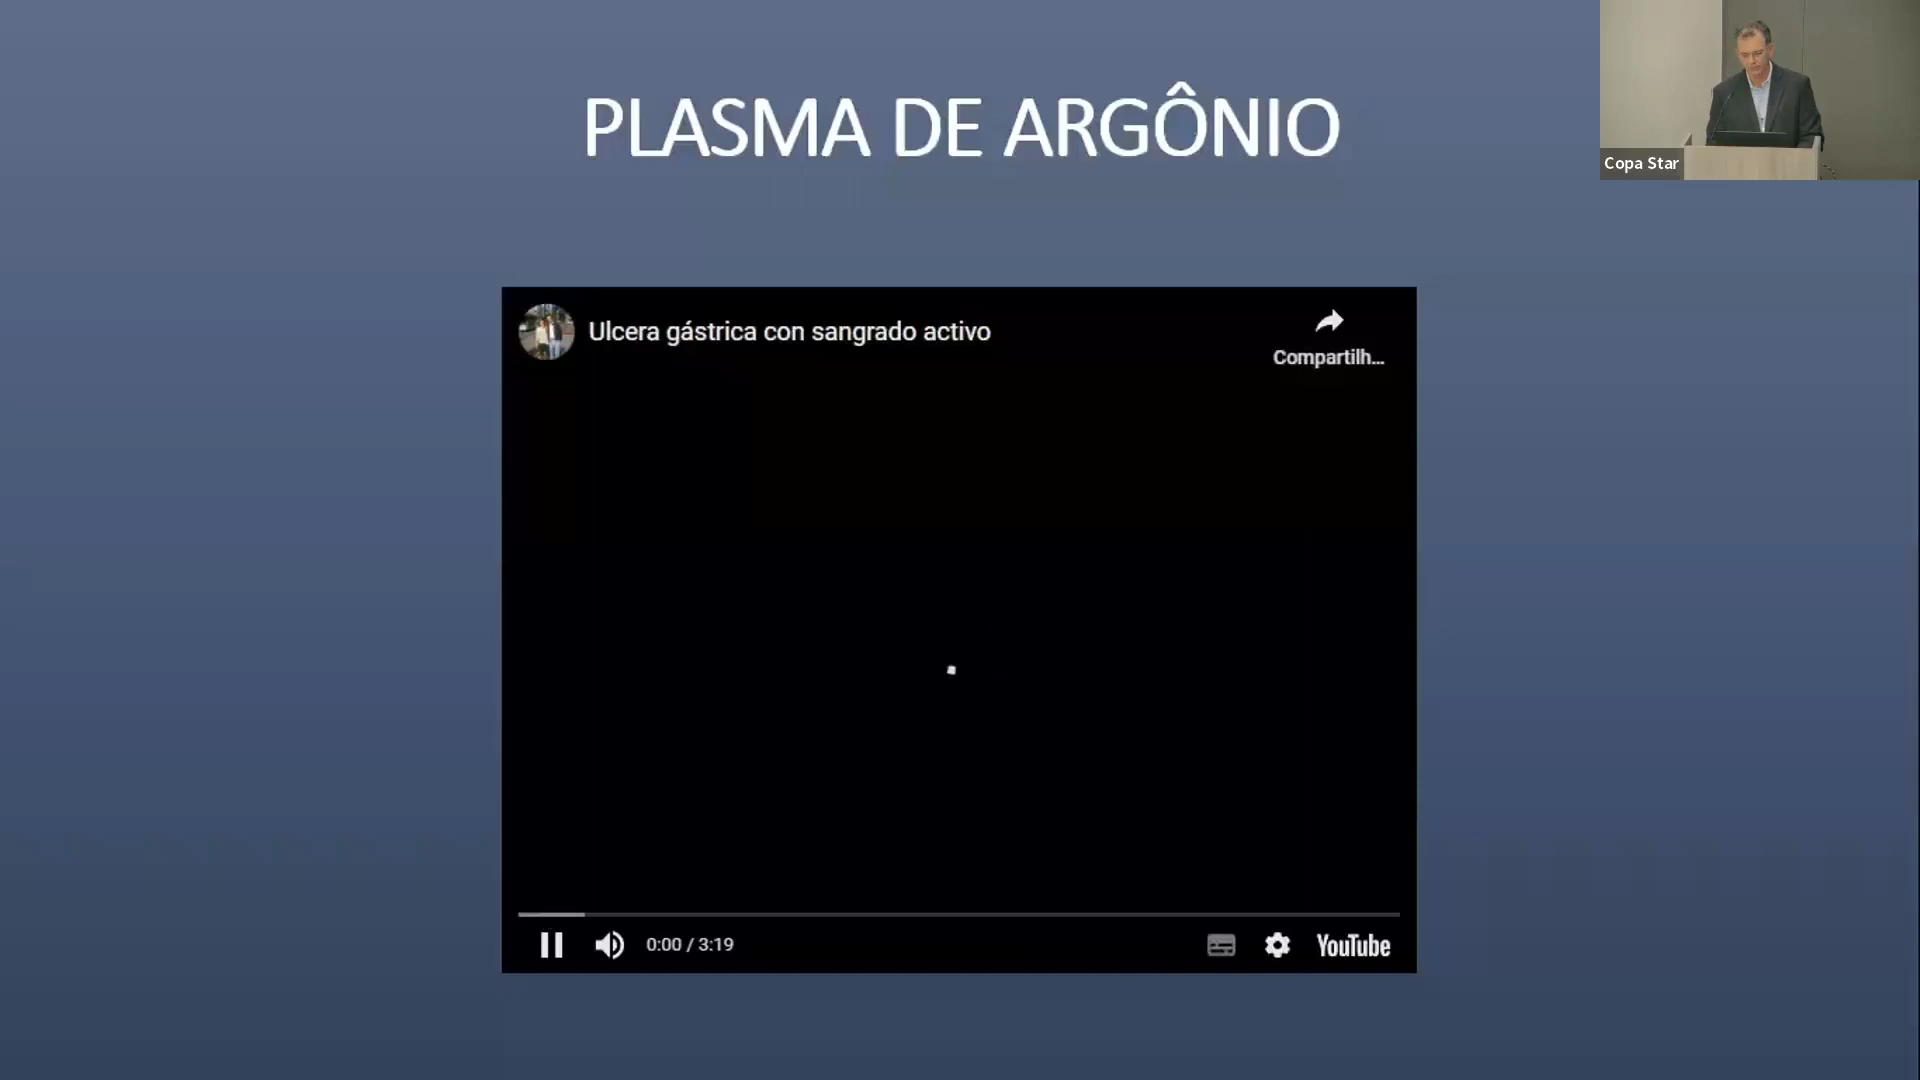 PLASMA DE ARGÔNIO
Copa Star
Ulcera gástrica con sangrado activo
Compartilh...
0:00 / 3:19
YouTube